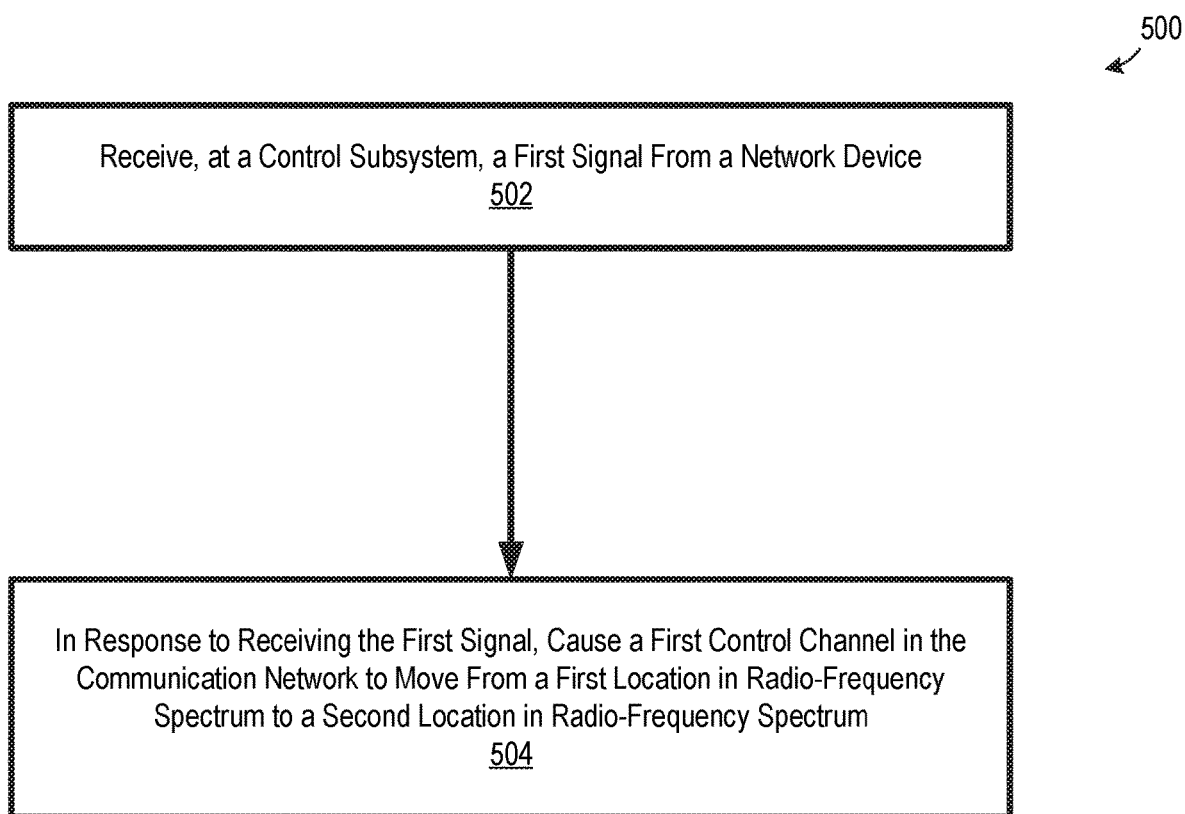 500
Receive, at a Control Subsystem, a First Signal From a Network Device
502
In Response to Receiving the First Signal, Cause a First Control Channel in the
Communication Network to Move From a First Location in Radio-Frequency
Spectrum to a Second Location in Radio-Frequency Spectrum
504